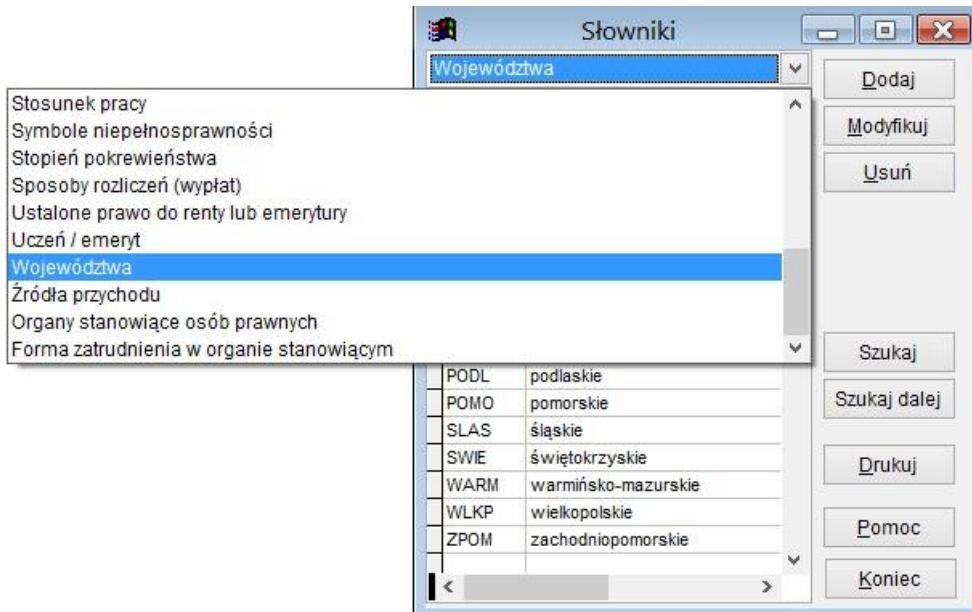 Słowniki
Województwa
Dodaj
Modyfikuj
Usuń
Stosunek pracy
Symbole niepełnosprawności
Stopień pokrewieństwa
Sposoby rozliczeń (wypłat)
Ustalone prawo do renty lub emerytury
Uczeń / emeryt
Województwa
Źródła przychodu
Organy stanowiące osób prawnych
Forma zatrudnienia w organie stanowiącym
PODL podlaskie
POMO pomorskie
SLAS śląskie
SWIE świętokrzyskie
WARM warmińsko-mazurskie
WLKP wielkopolskie
ZPOM zachodniopomorskie
Szukaj
Szukaj dalej
Drukuj
Pomoc
Koniec